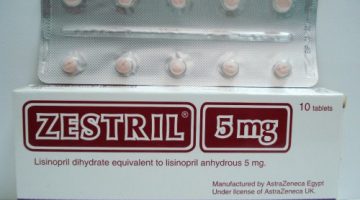 10 tablets
ZESTRIL® 5 mg
Lisinopril dihydrate equivalent to lisinopril anhydrous 5 mg.
Manufactured by AstraZeneca Egypt
Under license of AstraZeneca UK.